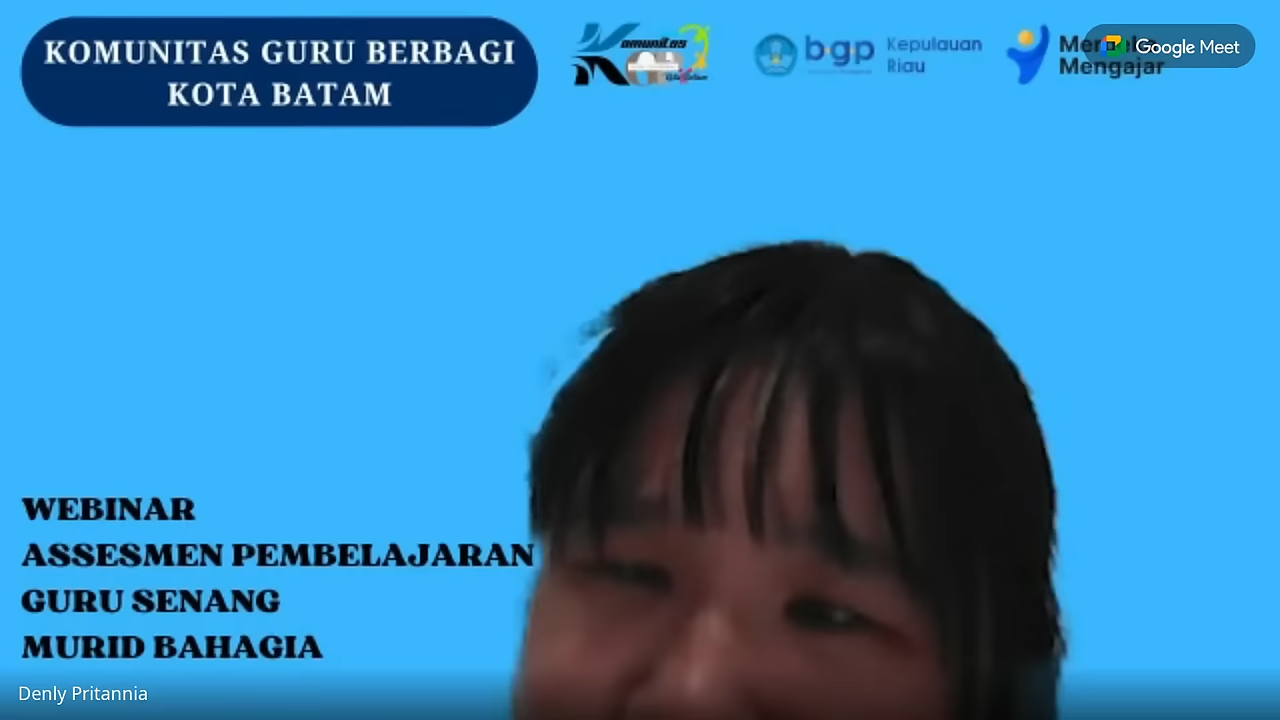 KOMUNITAS GURU BERBAGI
KOTA BATAM
Komunitas
bgp
Kepulauan
Riau
Mengajar
Google Meet
WEBINAR
ASSESMEN PEMBELAJARAN
GURU SENANG
MURID BAHAGIA
Denly Pritannia